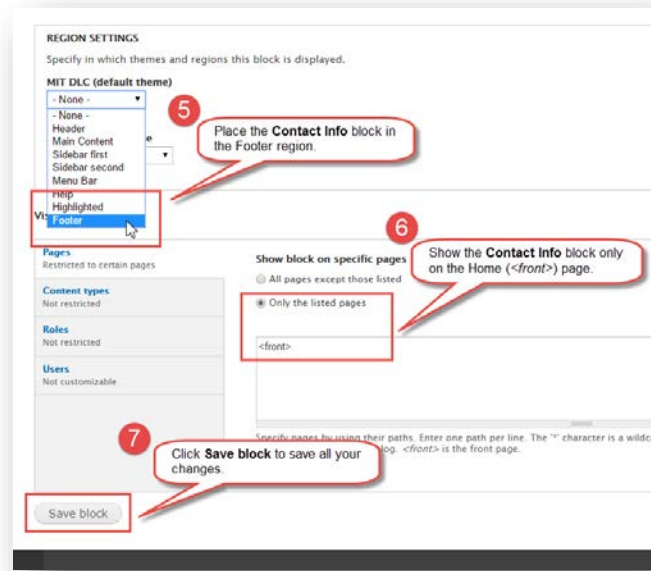 REGION SETTINGS
Specify in which themes and regions this block is displayed.
MIT DLC (default theme)
- None -
- None -
Header
Main Content
Sidebar first
Sidebar second
Menu Bar
Help
Highlighted
Footer
5
Place the Contact Info block in
the Footer region.
6
Show the Contact Info block only
on the Home (<front>) page.
Pages
Restricted to certain pages
Content types
Not restricted
Roles
Not restricted
Users
Not customizable
Show block on specific pages
All pages except those listed
Only the listed pages
<front>
Specify pages by using their paths. Enter one path per line. The '*' character is a
<front> is the front page.
7
Click Save block to save all your
changes.
Save block